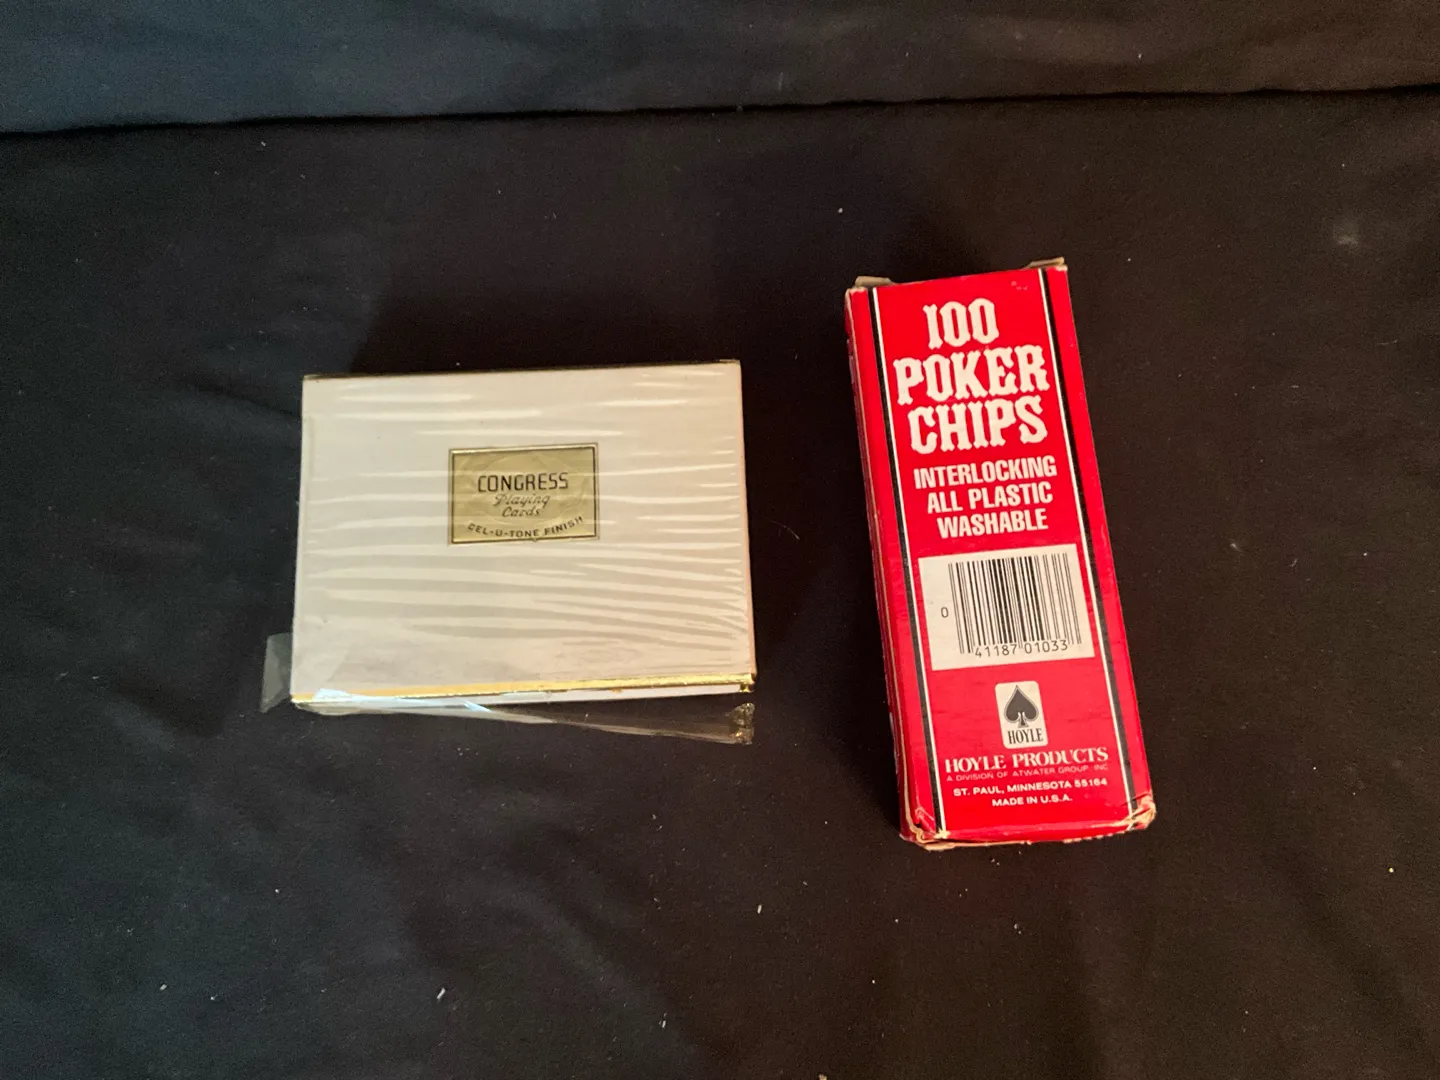 CONGRESS
Playing
Cards
CEL-U-TONE FINISH
100
POKER
CHIPS
INTERLOCKING
ALL PLASTIC
WASHABLE
0
41187 01033
HOYLE
HOYLE PRODUCTS
A DIVISION OF ATWATER GROUP INC
ST. PAUL, MINNESOTA 55164
MADE IN U.S.A.